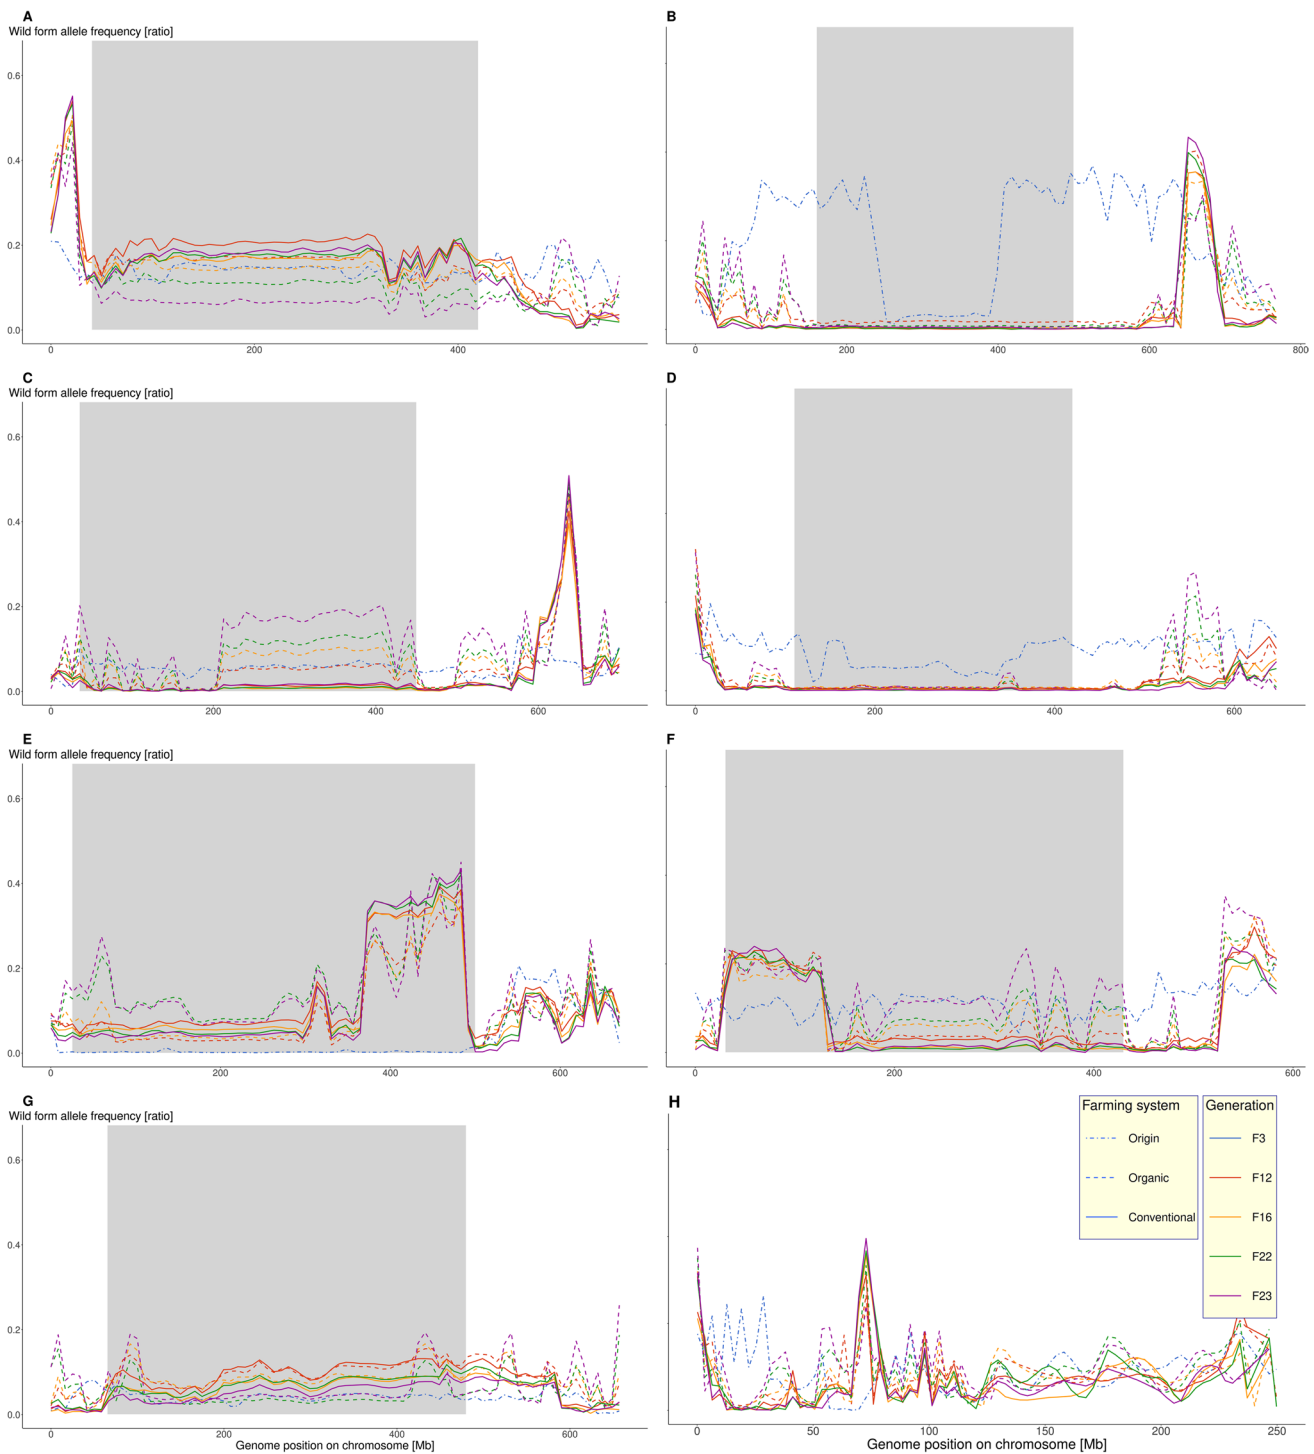 A
B
Wild form allele frequency [ratio]
0.6
0.4
0.2
0.0
0
200
400
0
200
400
600
800
C
D
Wild form allele frequency [ratio]
0.6
0.4
0.2
0.0
0
200
400
600
0
200
400
600
E
F
Wild form allele frequency [ratio]
0.6
0.4
0.2
0.0
0
200
400
600
0
200
400
600
G
H
Wild form allele frequency [ratio]
0.6
0.4
0.2
0.0
0
200
400
600
Genome position on chromosome [Mb]
Farming system
Origin
Organic
Conventional
Generation
F3
F12
F16
F22
F23
0
50
100
150
200
250
Genome position on chromosome [Mb]